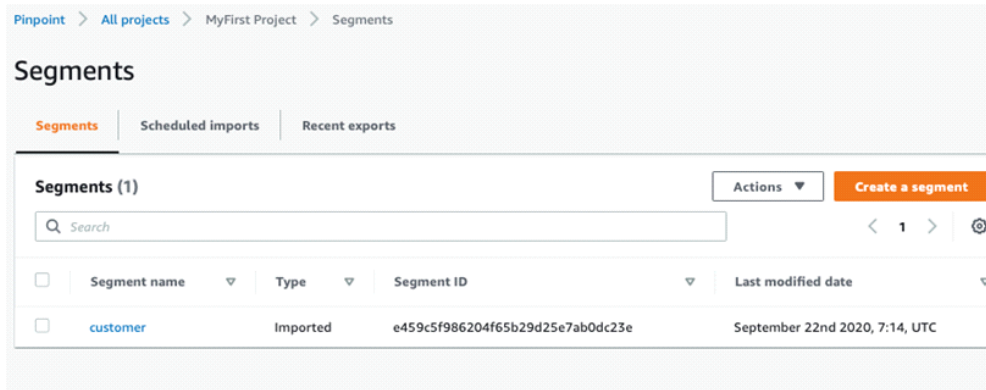 Pinpoint > All projects > MyFirst Project > Segments
Segments
Segments Scheduled imports Recent exports
Segments (1) Actions ▼ Create a segment
Search < 1 >
Segment name Type Segment ID Last modified date
customer Imported e459c5f986204f65b29d25e7ab0dc23e September 22nd 2020, 7:14, UTC